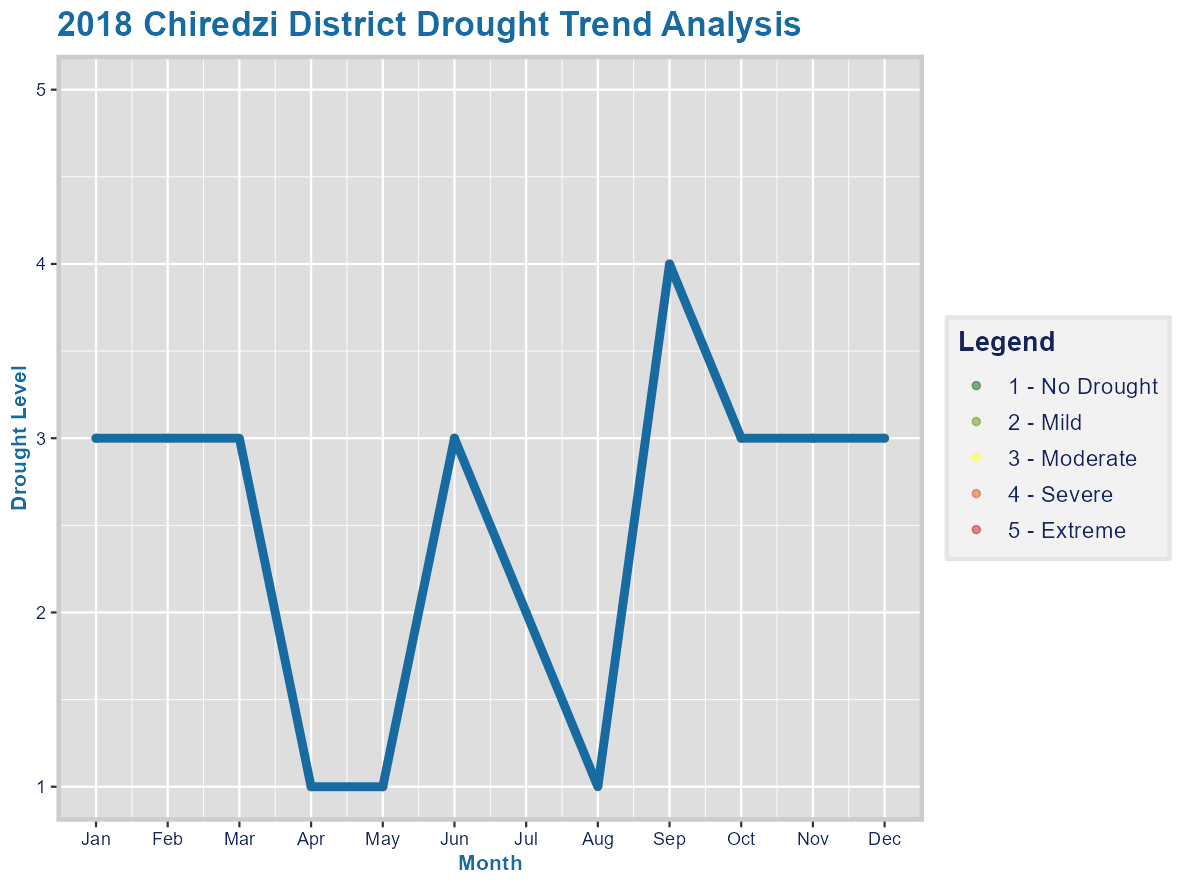 2018 Chiredzi District Drought Trend Analysis
5
4
3
2
1
Drought Level
Jan Feb Mar Apr May Jun Jul Aug Sep Oct Nov Dec
Month
Legend
1 - No Drought
2 - Mild
3 - Moderate
4 - Severe
5 - Extreme